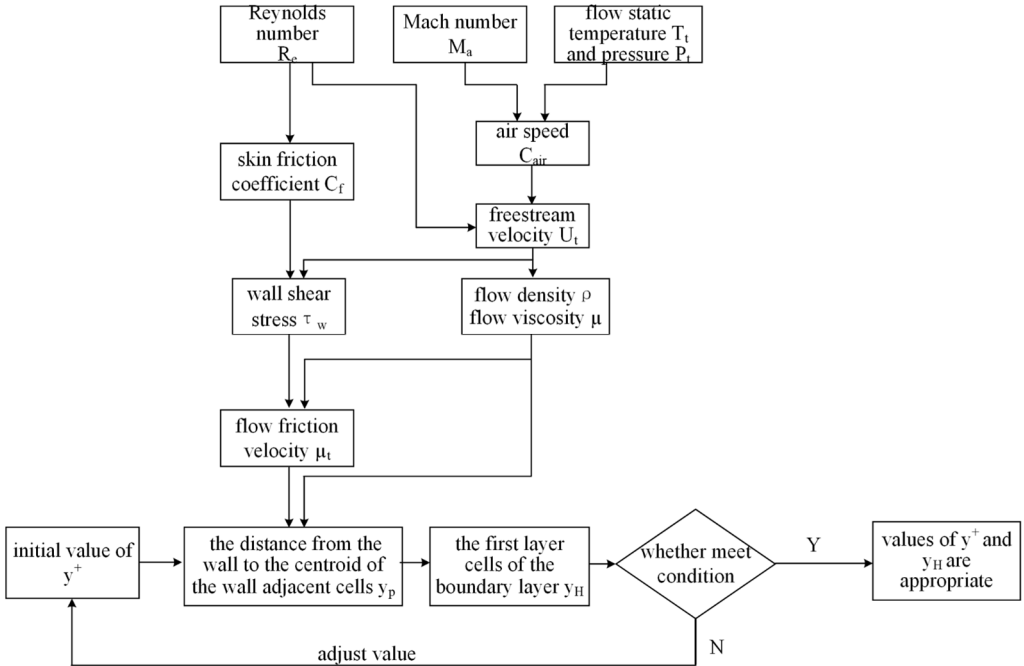 Reynolds
number
Re
Mach number
Ma
flow static
temperature Tt
and pressure Pt
air speed
Cair
skin friction
coefficient Cf
freestream
velocity Ut
wall shear
stress τw
flow density ρ
flow viscosity μ
flow friction
velocity μt
initial value of
y+
the distance from the
wall to the centroid of
the wall adjacent cells yp
the first layer
cells of the
boundary layer yH
whether meet
condition
Y
values of y+ and
yH are
appropriate
N
adjust value